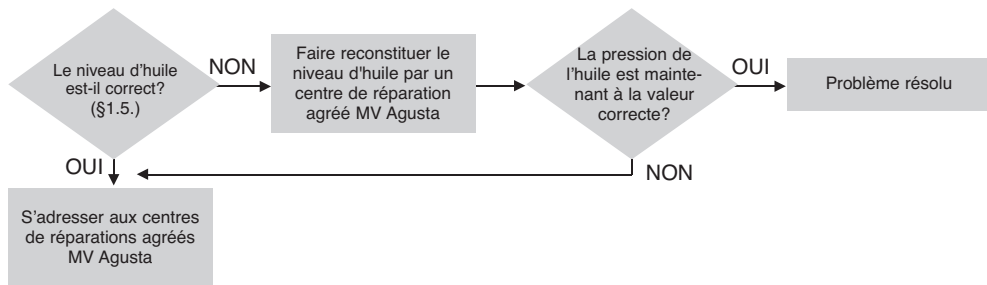 Le niveau d'huile
est-il correct?
(§1.5.)
NON
Faire reconstituer le
niveau d'huile par un
centre de réparation
agréé MV Agusta
La pression de
l'huile est mainte-
nant à la valeur
correcte?
OUI
Problème résolu
OUI
NON
S'adresser aux centres
de réparations agréés
MV Agusta